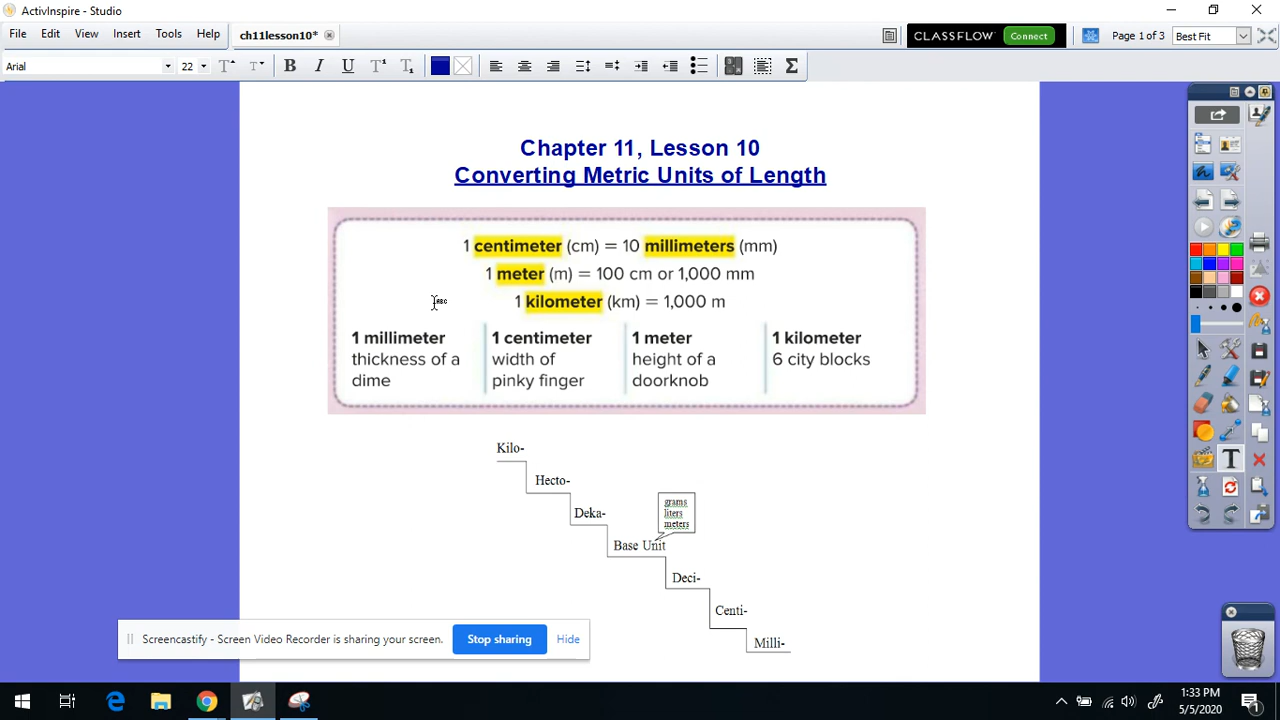 ActivInspire - Studio
File Edit View Insert Tools Help
ch11lesson10*
CLASSFLOW Connect
Page 1 of 3 Best Fit
Arial 22
Chapter 11, Lesson 10
Converting Metric Units of Length
1 centimeter (cm) = 10 millimeters (mm)
1 meter (m) = 100 cm or 1,000 mm
1 kilometer (km) = 1,000 m
1 millimeter
thickness of a
dime
1 centimeter
width of
pinky finger
1 meter
height of a
doorknob
1 kilometer
6 city blocks
ABC
Kilo-
Hecto-
Deka-
grams
liters
meters
Base Unit
Deci-
Centi-
Milli-
Screencastify - Screen Video Recorder is sharing your screen. Stop sharing Hide
1:33 PM
5/5/2020